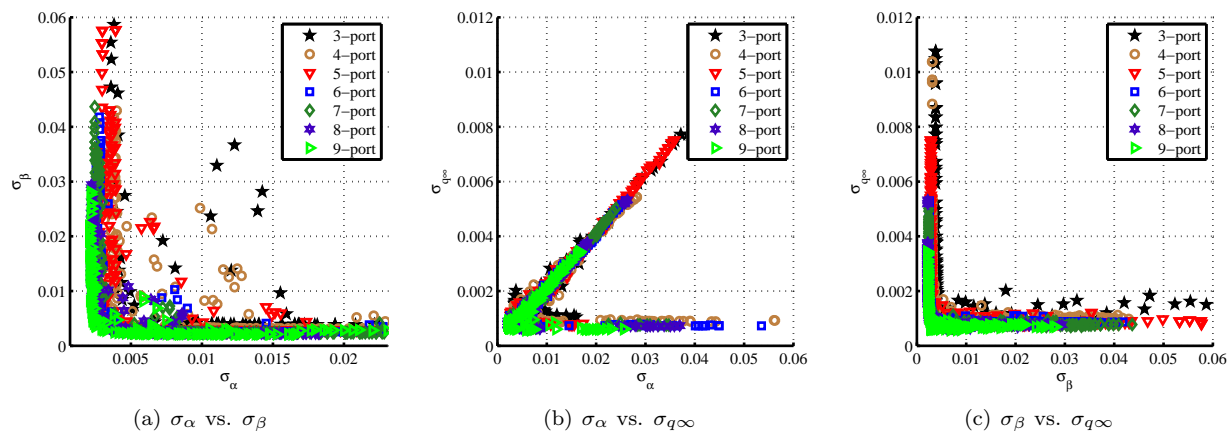 0.06
0.05
0.04
0.03
0.02
0.01
0
σβ
0.005 0.01 0.015 0.02
σα
3−port
4−port
5−port
6−port
7−port
8−port
9−port
(a) σα vs. σβ
0.012
0.01
0.008
0.006
0.004
0.002
0
σq∞
0 0.01 0.02 0.03 0.04 0.05 0.06
σα
3−port
4−port
5−port
6−port
7−port
8−port
9−port
(b) σα vs. σq∞
0.012
0.01
0.008
0.006
0.004
0.002
0
σq∞
0 0.01 0.02 0.03 0.04 0.05 0.06
σβ
3−port
4−port
5−port
6−port
7−port
8−port
9−port
(c) σβ vs. σq∞